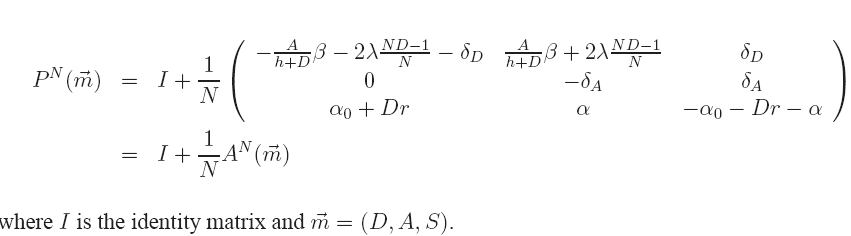 P^N(\vec{m}) = I + \frac{1}{N} \begin{pmatrix} -\frac{A}{h+D}\beta - 2\lambda\frac{ND-1}{N} - \delta_D & \frac{A}{h+D}\beta + 2\lambda\frac{ND-1}{N} & \delta_D \\ 0 & -\delta_A & \delta_A \\ \alpha_0 + Dr & \alpha & -\alpha_0 - Dr - \alpha \end{pmatrix}
= I + \frac{1}{N} A^N(\vec{m})
where I is the identity matrix and \vec{m} = (D, A, S).